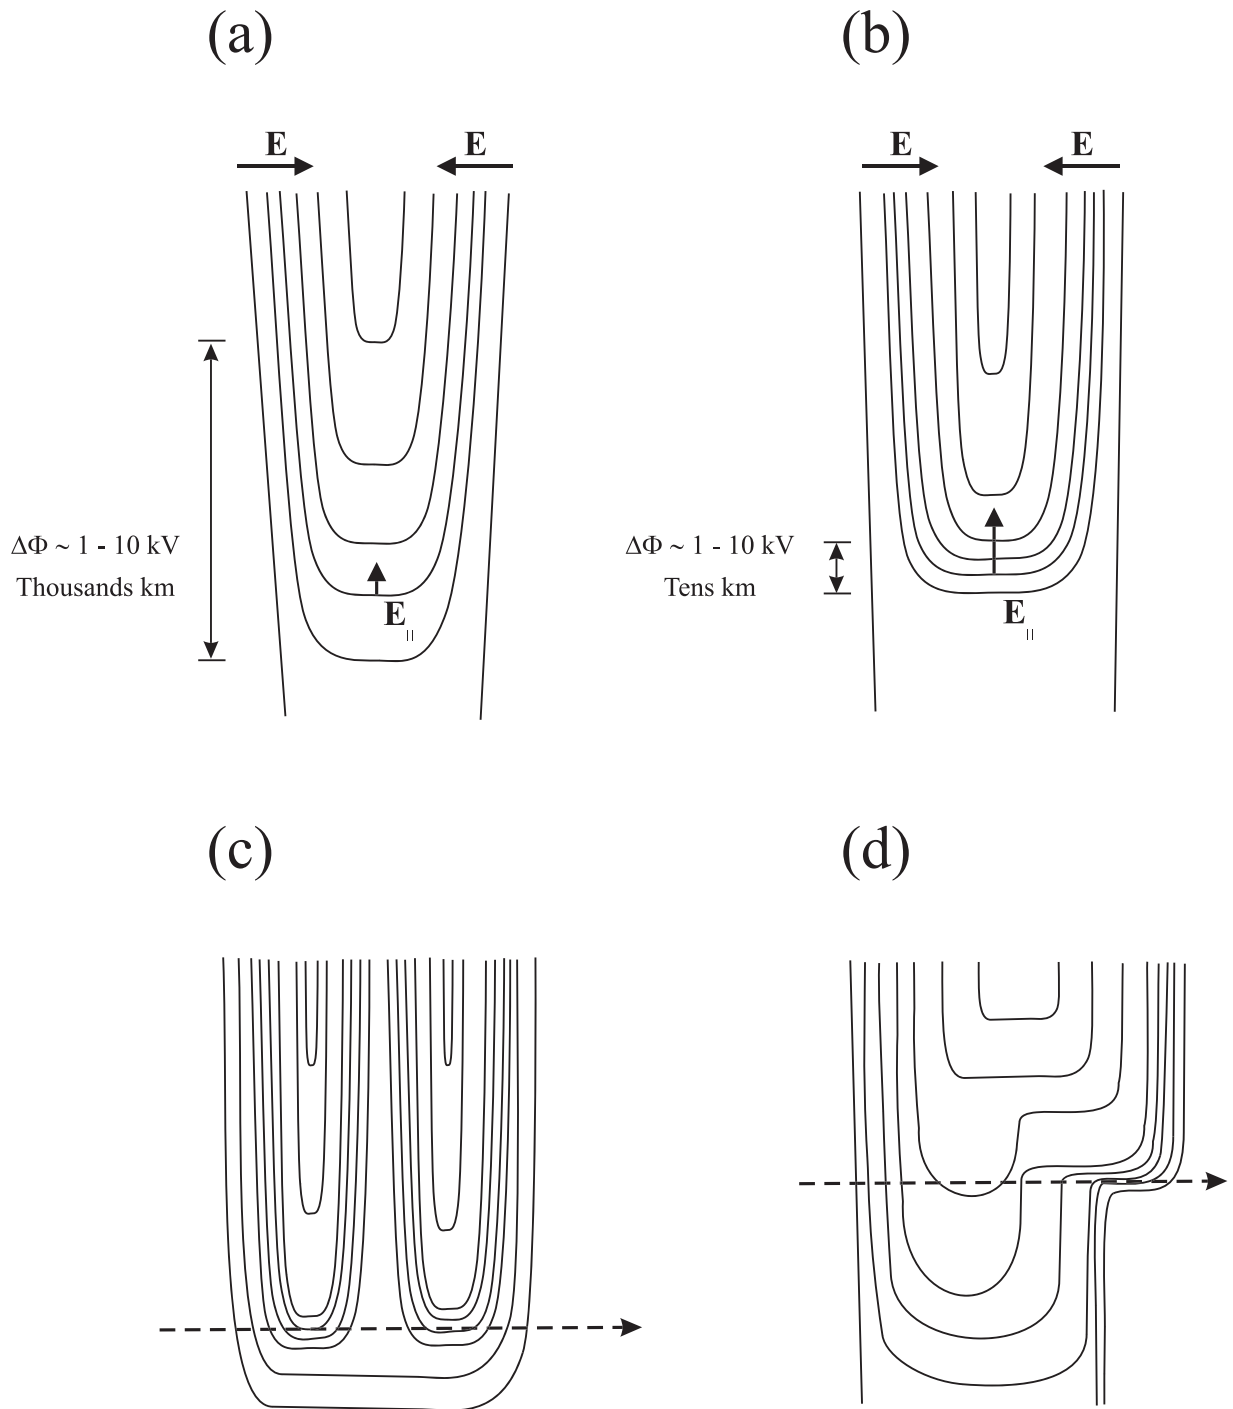 (a)
(b)
E
E
E
E
ΔΦ ~ 1 - 10 kV
Thousands km
E||
ΔΦ ~ 1 - 10 kV
Tens km
E||
(c)
(d)